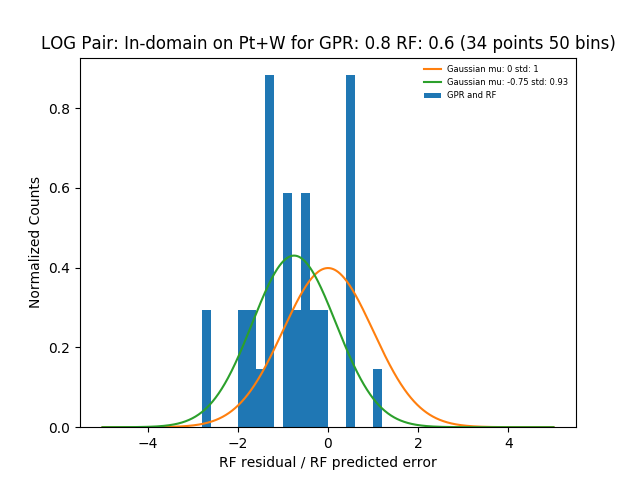 LOG Pair: In-domain on Pt+W for GPR: 0.8 RF: 0.6 (34 points 50 bins)
Gaussian mu: 0 std: 1
Gaussian mu: -0.75 std: 0.93
GPR and RF
Normalized Counts
0.8
0.6
0.4
0.2
0.0
−4
−2
0
2
4
RF residual / RF predicted error